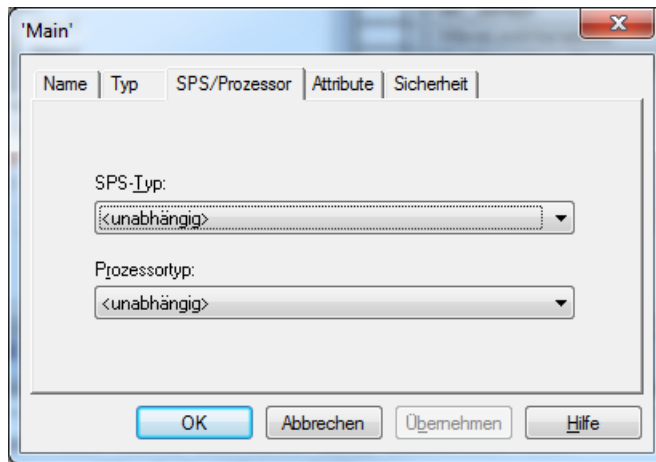 'Main'
Name Typ SPS/Prozessor Attribute Sicherheit
SPS-Typ:
<unabhängig>
Prozessortyp:
<unabhängig>
OK Abbrechen Übernehmen Hilfe